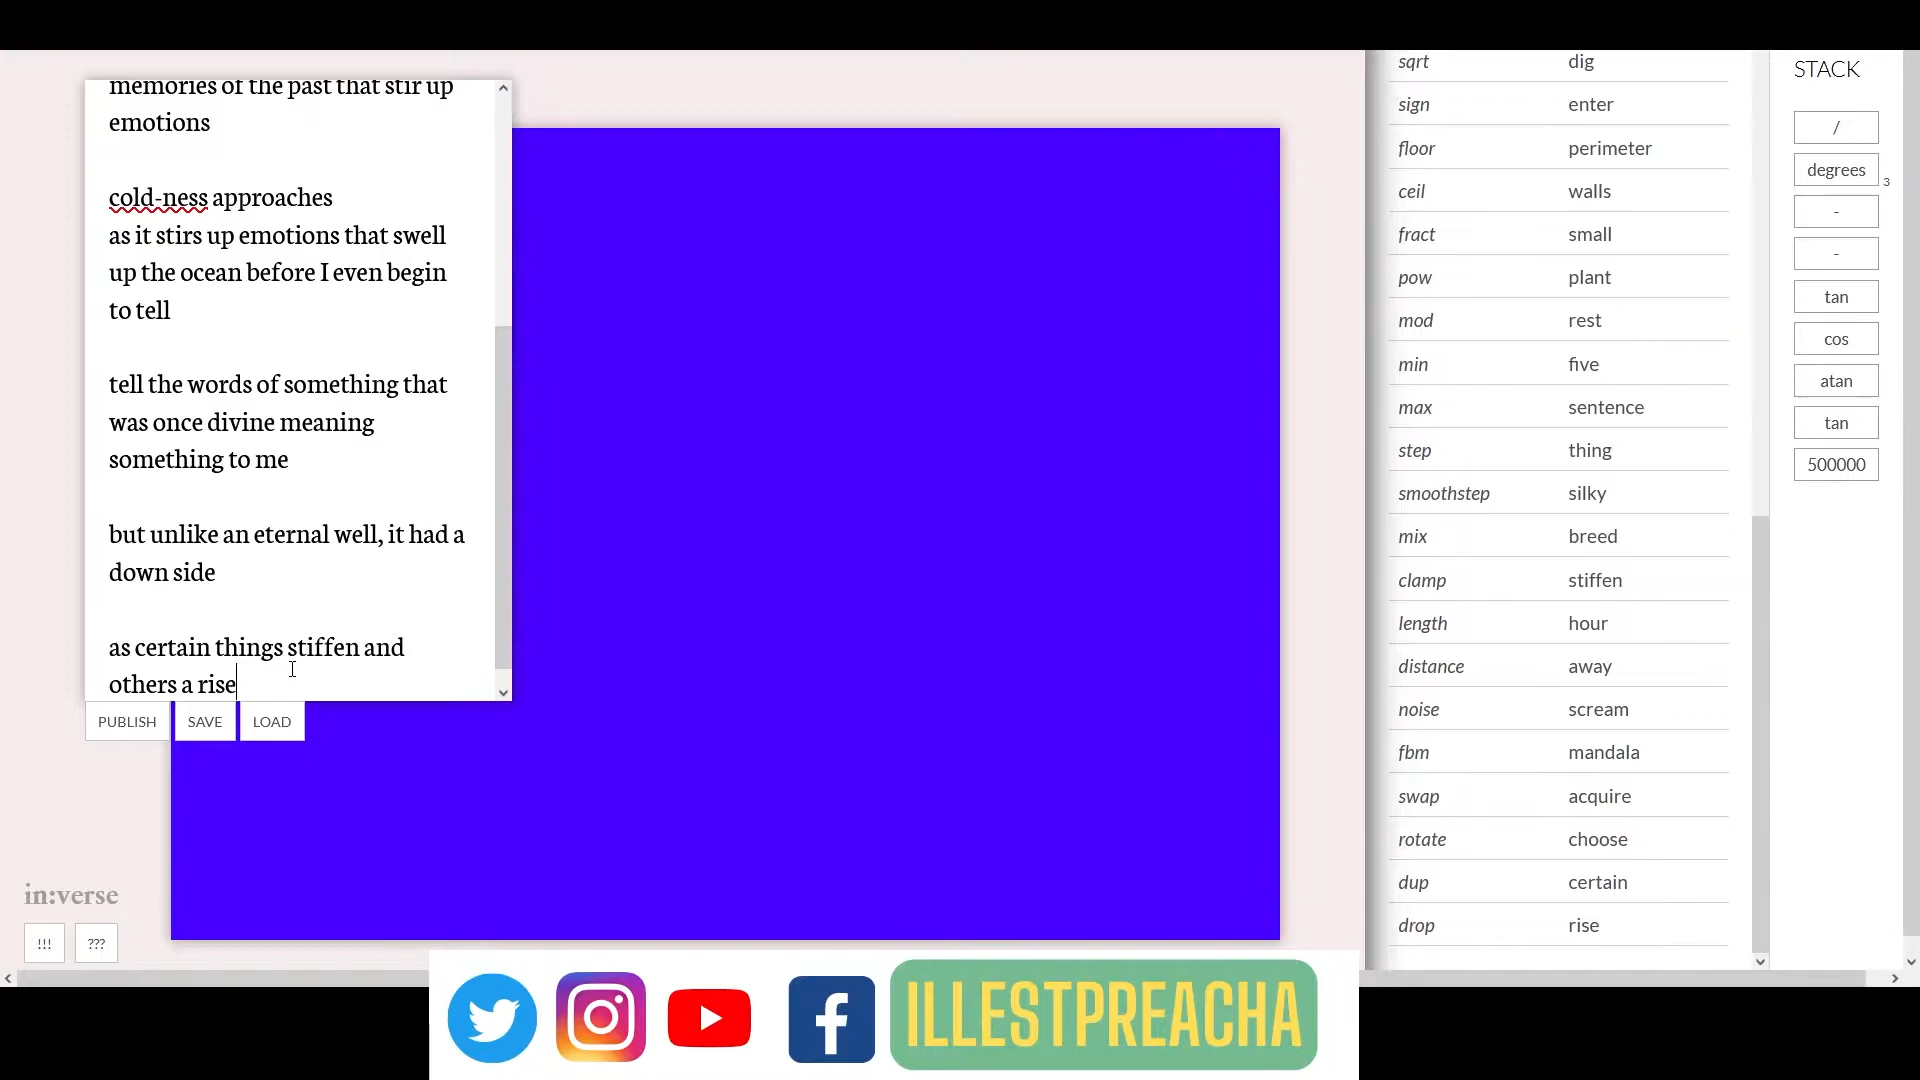 memories of the past that stir up
emotions
cold-ness approaches
as it stirs up emotions that swell
up the ocean before I even begin
to tell
tell the words of something that
was once divine meaning
something to me
but unlike an eternal well, it had a
down side
as certain things stiffen and
others a rise
PUBLISH SAVE LOAD
in:verse
!!! ???
sqrt dig
sign enter
floor perimeter
ceil walls
fract small
pow plant
mod rest
min five
max sentence
step thing
smoothstep silky
mix breed
clamp stiffen
length hour
distance away
noise scream
fbm mandala
swap acquire
rotate choose
dup certain
drop rise
STACK
/
degrees 3
-
-
tan
cos
atan
tan
500000
ILLESTPREACHA